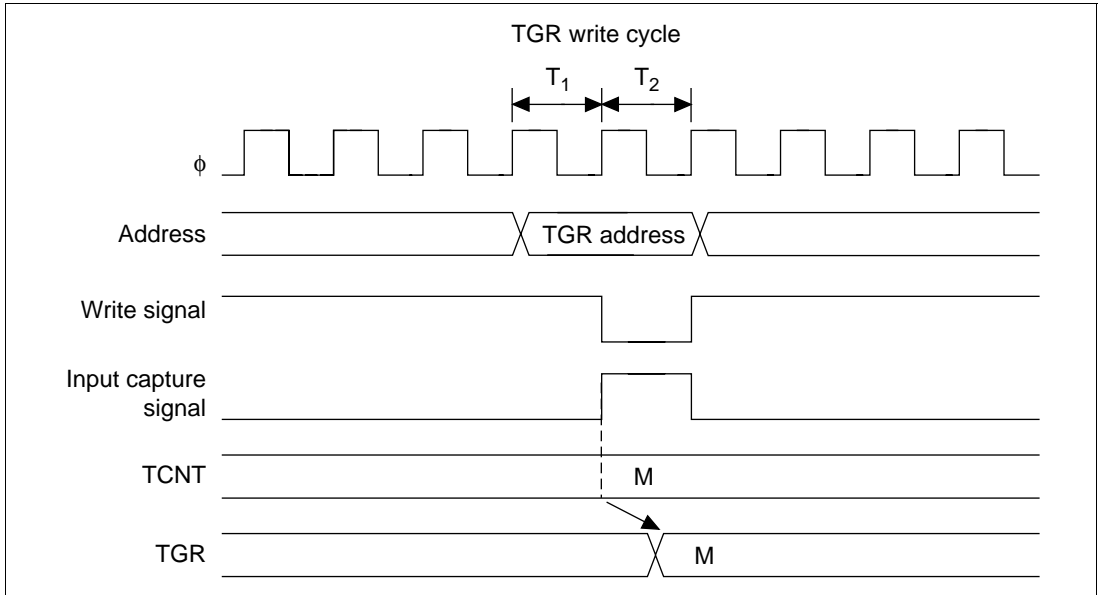 TGR write cycle
T1 T2
ϕ
Address TGR address
Write signal
Input capture
signal
TCNT M
TGR M